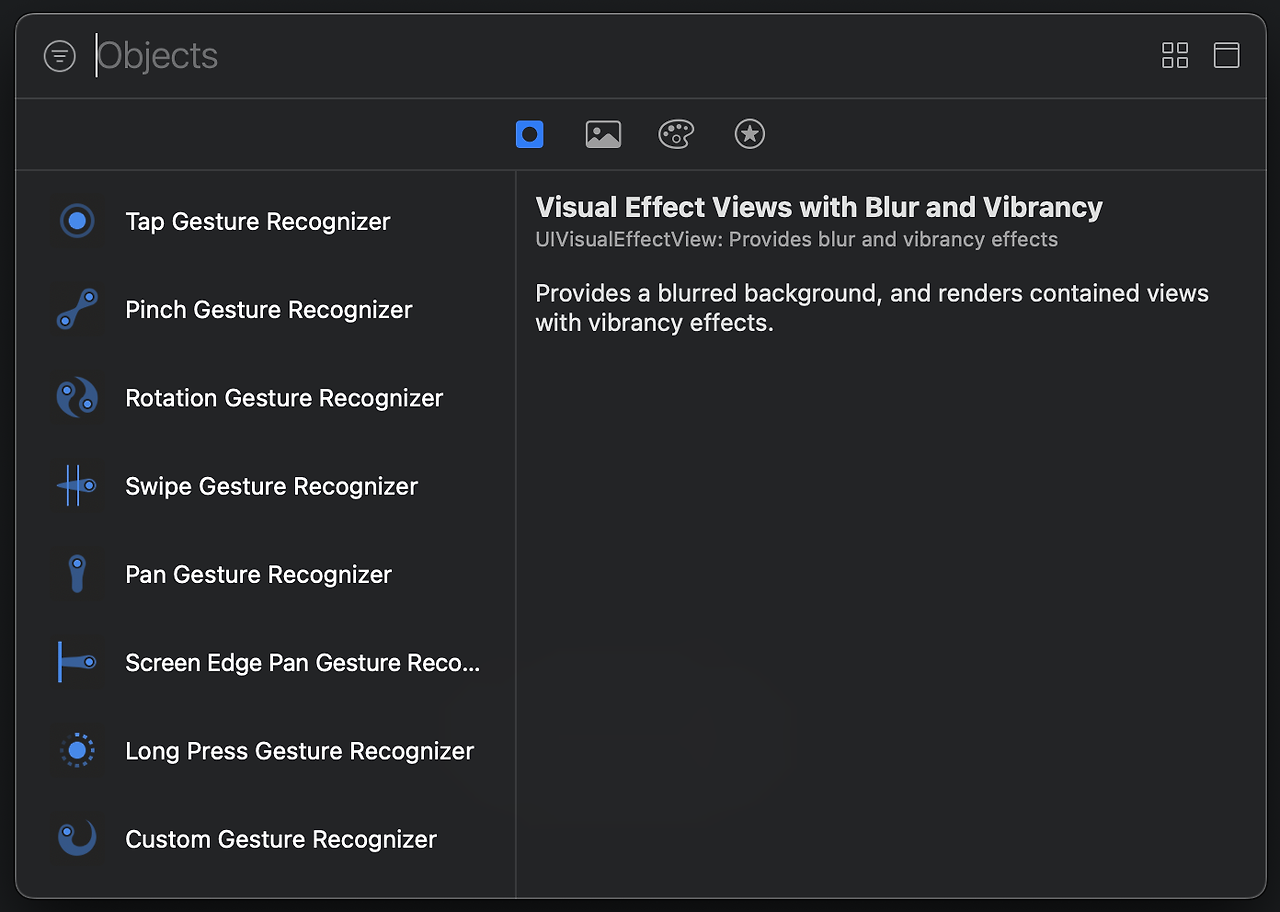 Objects
Tap Gesture Recognizer
Pinch Gesture Recognizer
Rotation Gesture Recognizer
Swipe Gesture Recognizer
Pan Gesture Recognizer
Screen Edge Pan Gesture Reco...
Long Press Gesture Recognizer
Custom Gesture Recognizer
Visual Effect Views with Blur and Vibrancy
UIVisualEffectView: Provides blur and vibrancy effects
Provides a blurred background, and renders contained views
with vibrancy effects.